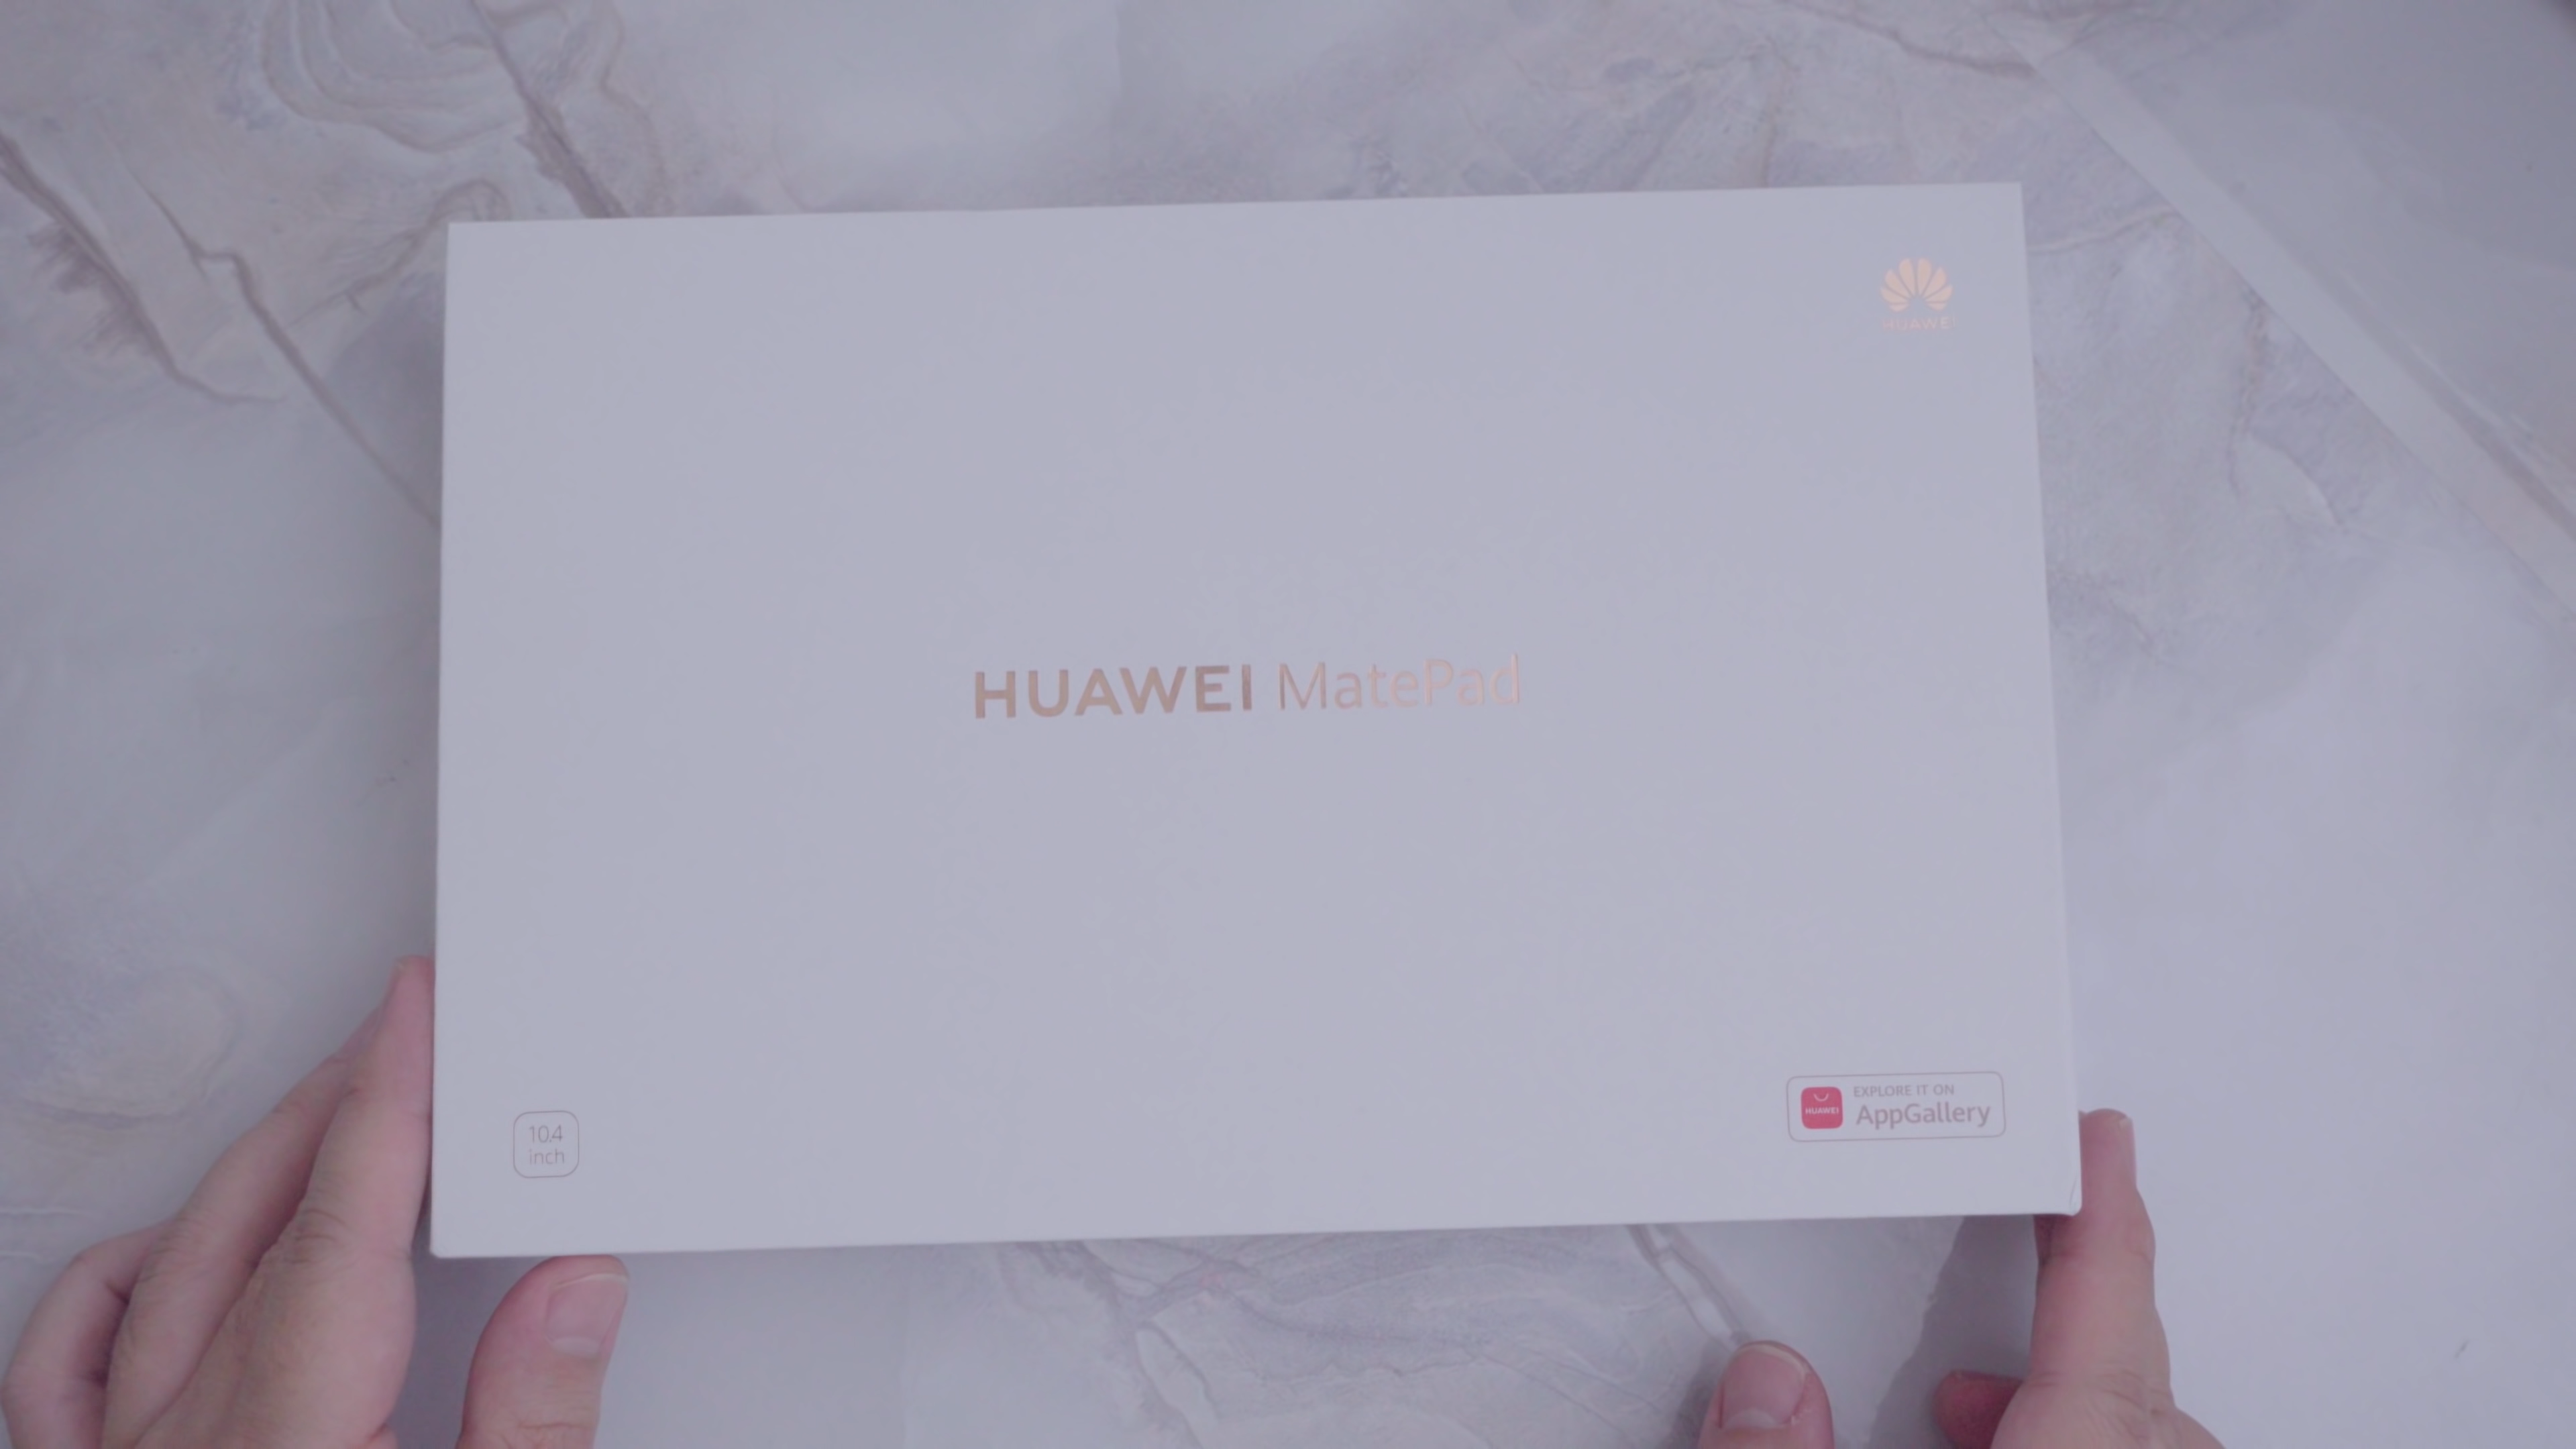 HUAWEI
HUAWEI MatePad
10.4
inch
HUAWEI
EXPLORE IT ON
AppGallery